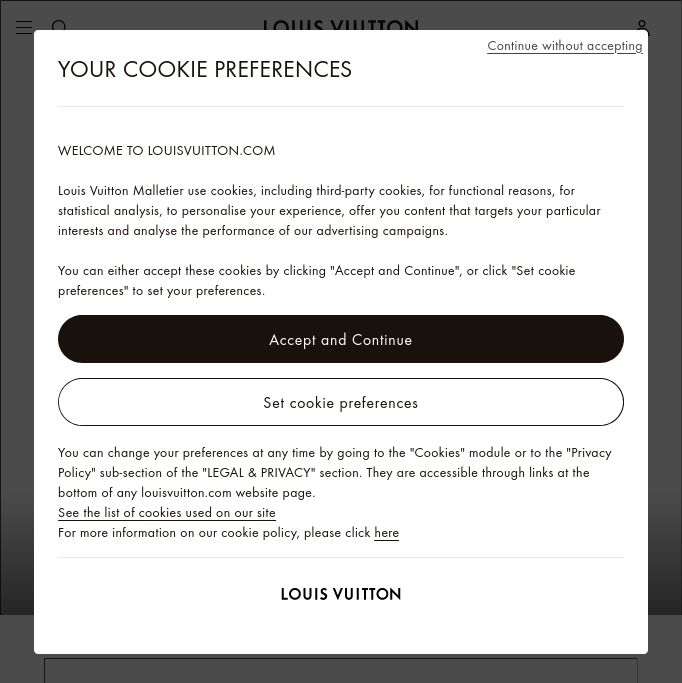 LOUIS VUITTON
Continue without accepting
YOUR COOKIE PREFERENCES
WELCOME TO LOUISVUITTON.COM
Louis Vuitton Malletier use cookies, including third-party cookies, for functional reasons, for
statistical analysis, to personalise your experience, offer you content that targets your particular
interests and analyse the performance of our advertising campaigns.
You can either accept these cookies by clicking "Accept and Continue", or click "Set cookie
preferences" to set your preferences.
Accept and Continue
Set cookie preferences
You can change your preferences at any time by going to the "Cookies" module or to the "Privacy
Policy" sub-section of the "LEGAL & PRIVACY" section. They are accessible through links at the
bottom of any louisvuitton.com website page.
See the list of cookies used on our site
For more information on our cookie policy, please click here
LOUIS VUITTON